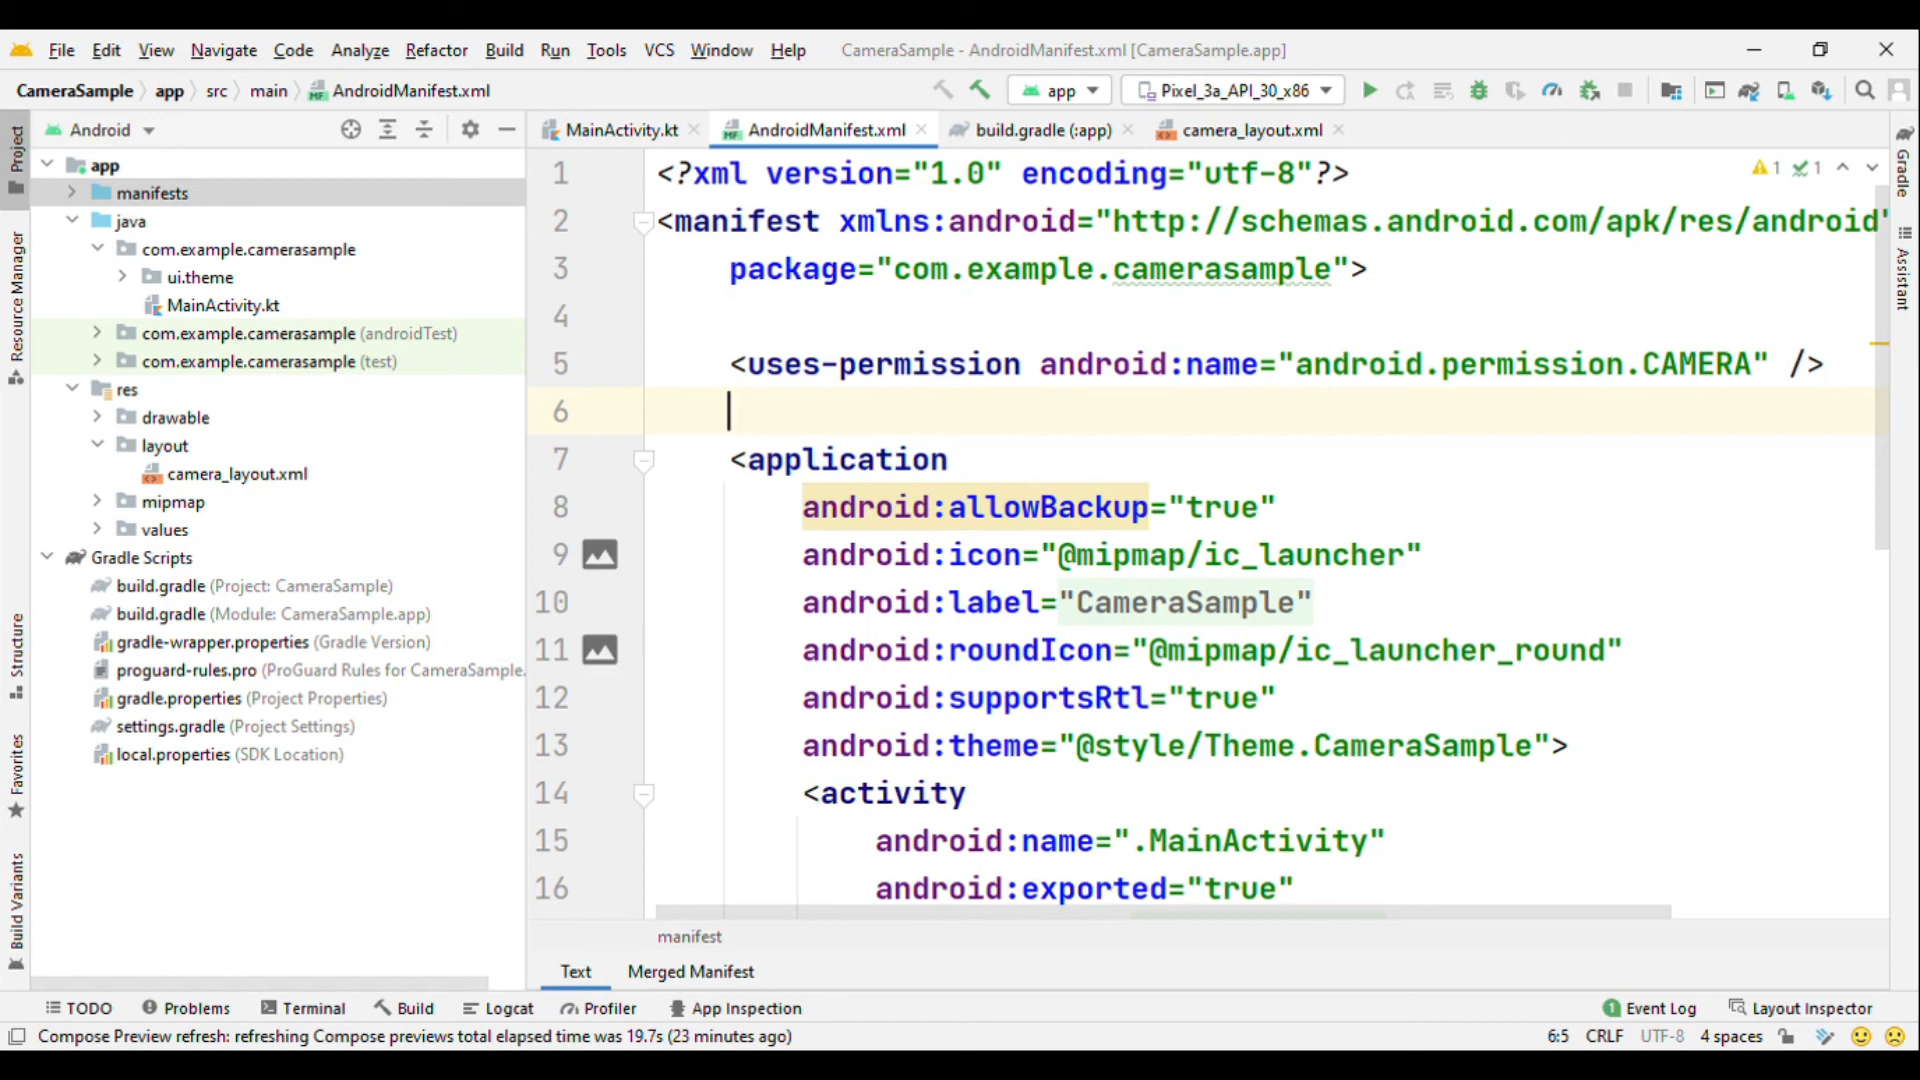 File Edit View Navigate Code Analyze Refactor Build Run Tools VCS Window Help CameraSample - AndroidManifest.xml [CameraSample.app]
CameraSample app src main AndroidManifest.xml app Pixel_3a_API_30_x86
Project
Resource Manager
Structure
Favorites
Build Variants
Android
app
manifests
java
com.example.camerasample
ui.theme
MainActivity.kt
com.example.camerasample (androidTest)
com.example.camerasample (test)
res
drawable
layout
camera_layout.xml
mipmap
values
Gradle Scripts
build.gradle (Project: CameraSample)
build.gradle (Module: CameraSample.app)
gradle-wrapper.properties (Gradle Version)
proguard-rules.pro (ProGuard Rules for CameraSample.
gradle.properties (Project Properties)
settings.gradle (Project Settings)
local.properties (SDK Location)
MainActivity.kt AndroidManifest.xml build.gradle (:app) camera_layout.xml
1 1
1 <?xml version="1.0" encoding="utf-8"?>
2 <manifest xmlns:android="http://schemas.android.com/apk/res/android"
3 package="com.example.camerasample">
4
5 <uses-permission android:name="android.permission.CAMERA" />
6
7 <application
8 android:allowBackup="true"
9 android:icon="@mipmap/ic_launcher"
10 android:label="CameraSample"
11 android:roundIcon="@mipmap/ic_launcher_round"
12 android:supportsRtl="true"
13 android:theme="@style/Theme.CameraSample">
14 <activity
15 android:name=".MainActivity"
16 android:exported="true"
manifest
Text Merged Manifest
Gradle
Assistant
TODO Problems Terminal Build Logcat Profiler App Inspection 1 Event Log Layout Inspector
Compose Preview refresh: refreshing Compose previews total elapsed time was 19.7s (23 minutes ago) 6:5 CRLF UTF-8 4 spaces